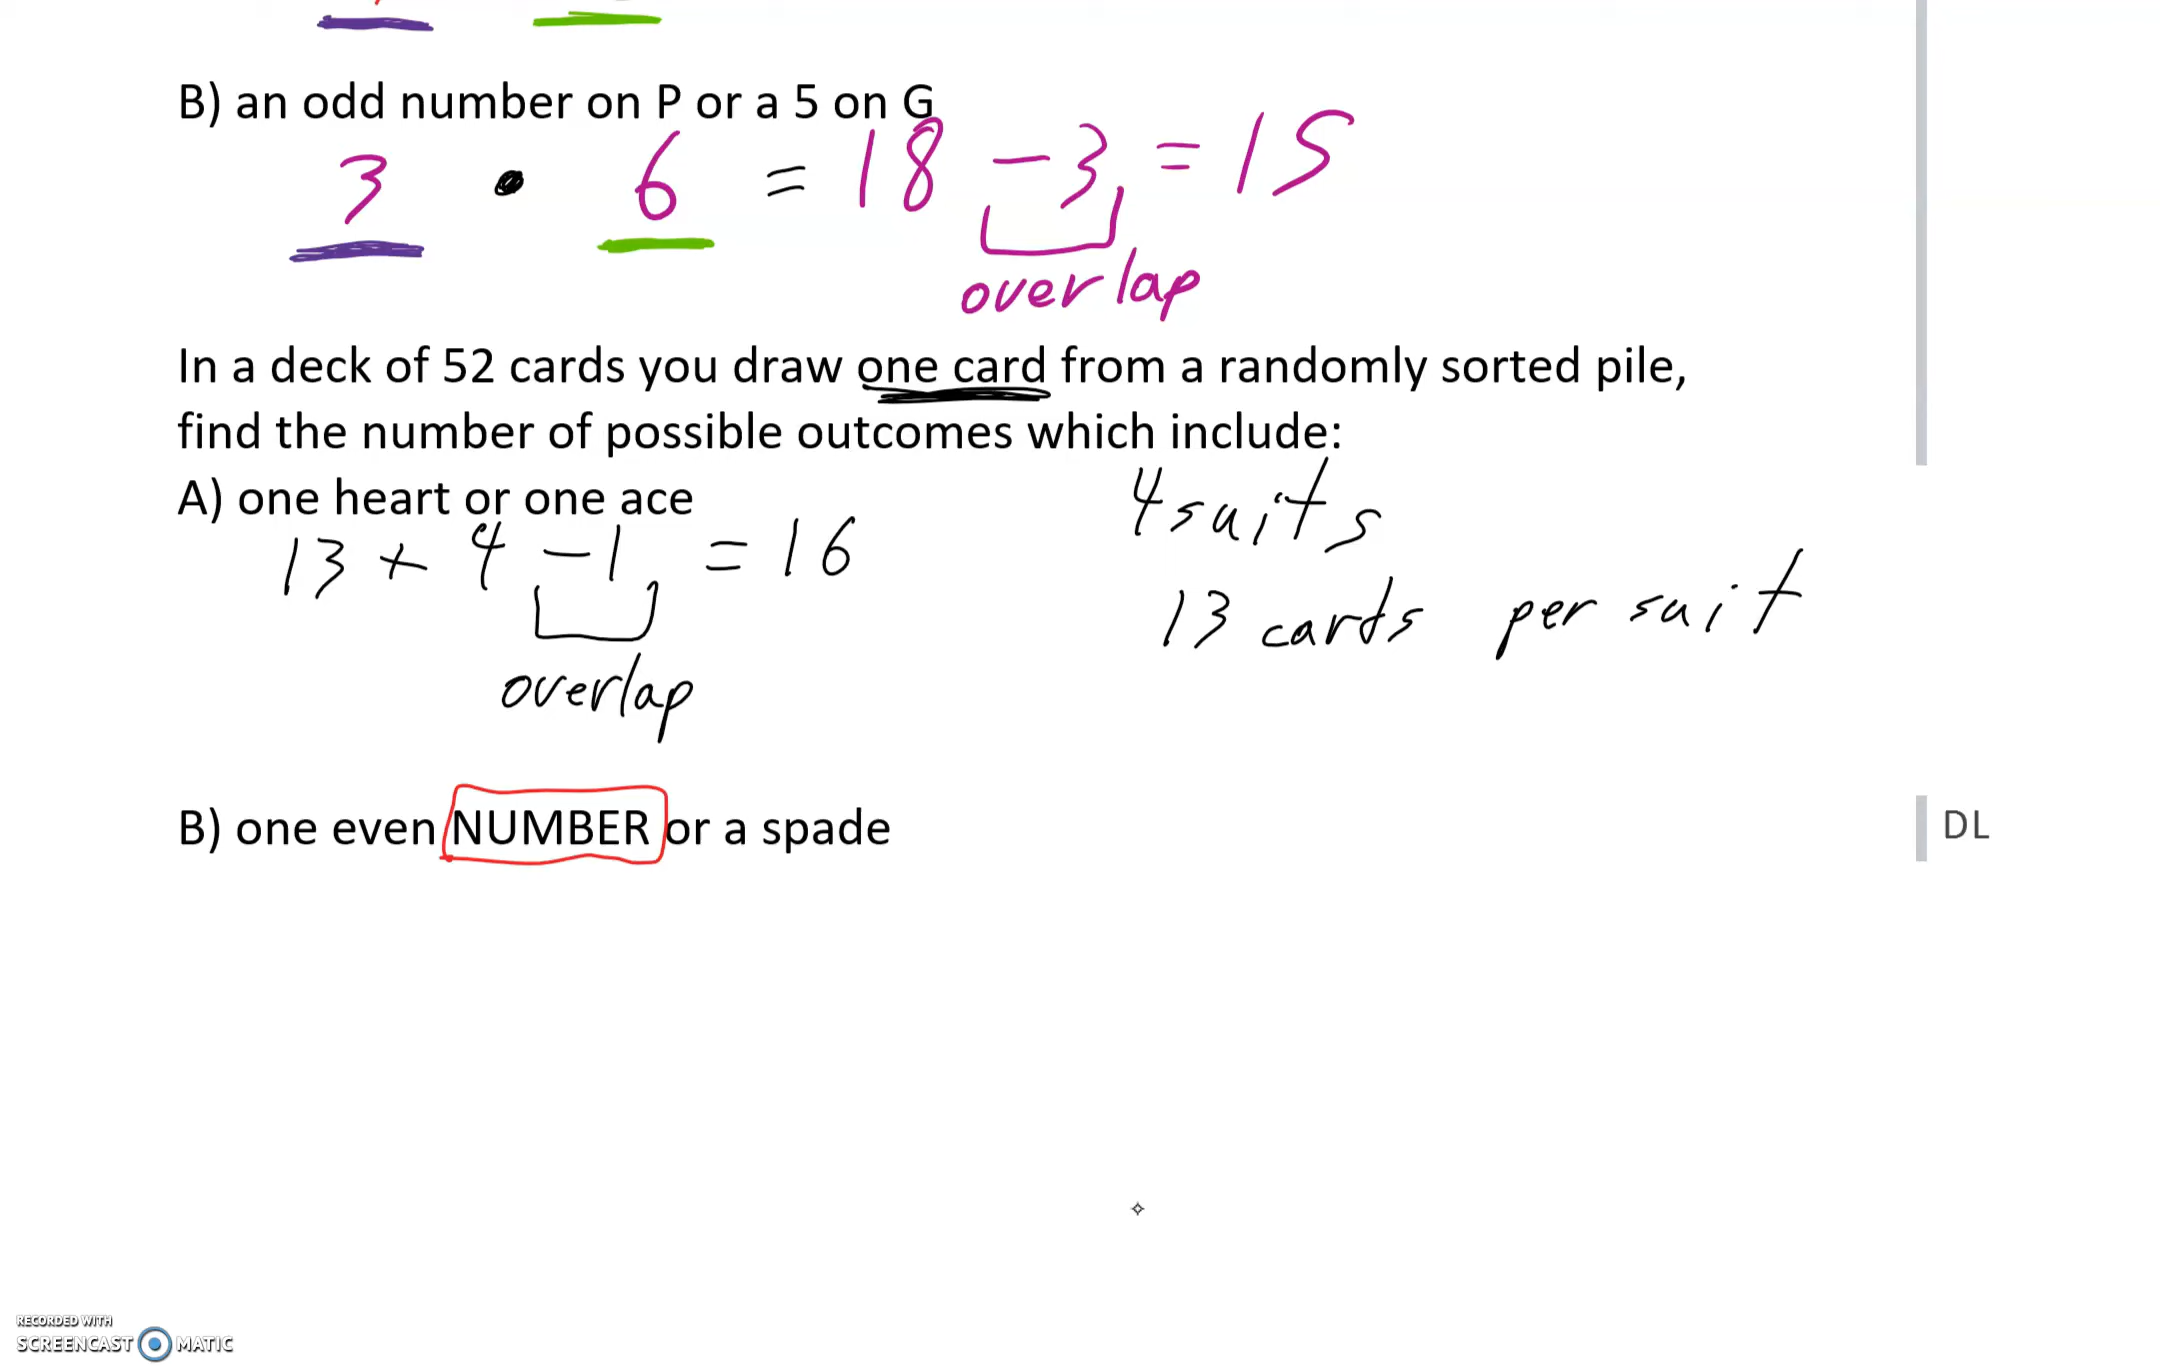 B) an odd number on P or a 5 on G
3 • 6 = 18 - 3 = 15
overlap
In a deck of 52 cards you draw one card from a randomly sorted pile,
find the number of possible outcomes which include:
A) one heart or one ace
4 suits
13 + 4 - 1 = 16
13 cards per suit
overlap
B) one even NUMBER or a spade
DL
RECORDED WITH
SCREENCAST MATIC